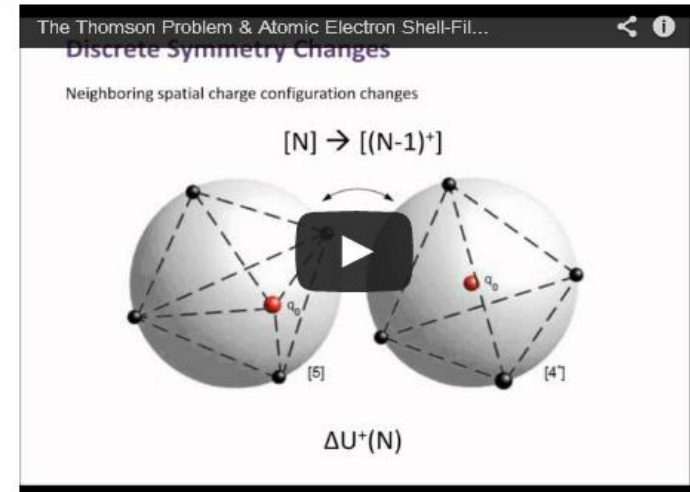 The Thomson Problem & Atomic Electron Shell-Fil...
Discrete Symmetry Changes
Neighboring spatial charge configuration changes
[N] → [(N-1)⁺]
q₀
q₀
[5]
[4⁺]
ΔU⁺(N)